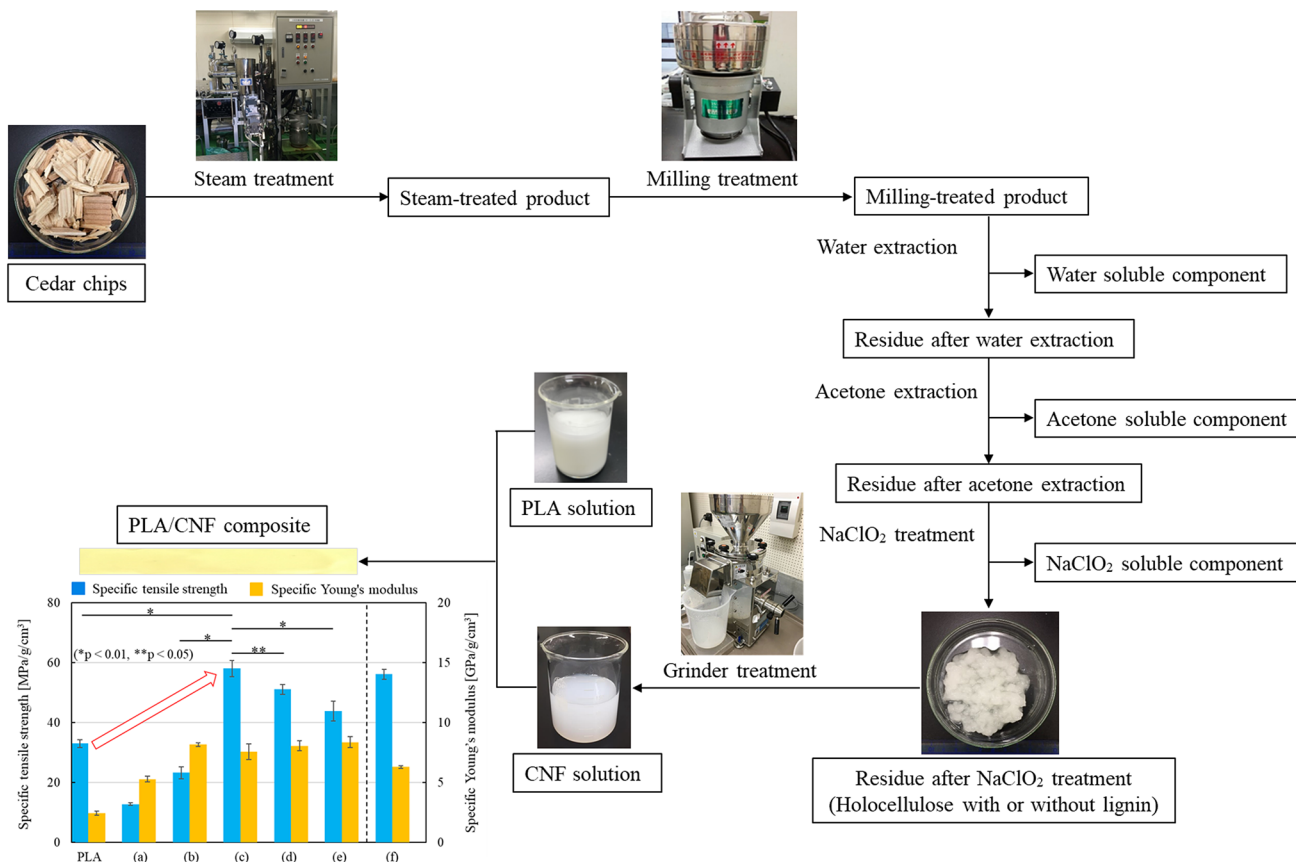 Steam treatment
Milling treatment
Cedar chips
Steam-treated product
Milling-treated product
Water extraction
Water soluble component
Residue after water extraction
Acetone extraction
Acetone soluble component
Residue after acetone extraction
NaClO₂ treatment
NaClO₂ soluble component
Residue after NaClO₂ treatment
(Holocellulose with or without lignin)
Grinder treatment
PLA solution
CNF solution
PLA/CNF composite
Specific tensile strength
Specific Young's modulus
Specific tensile strength [MPa/g/cm³]
80
60
40
20
0
Specific Young's modulus [GPa/g/cm³]
20
15
10
5
0
*
*
*
**
(*p < 0.01, **p < 0.05)
PLA (a) (b) (c) (d) (e) (f)